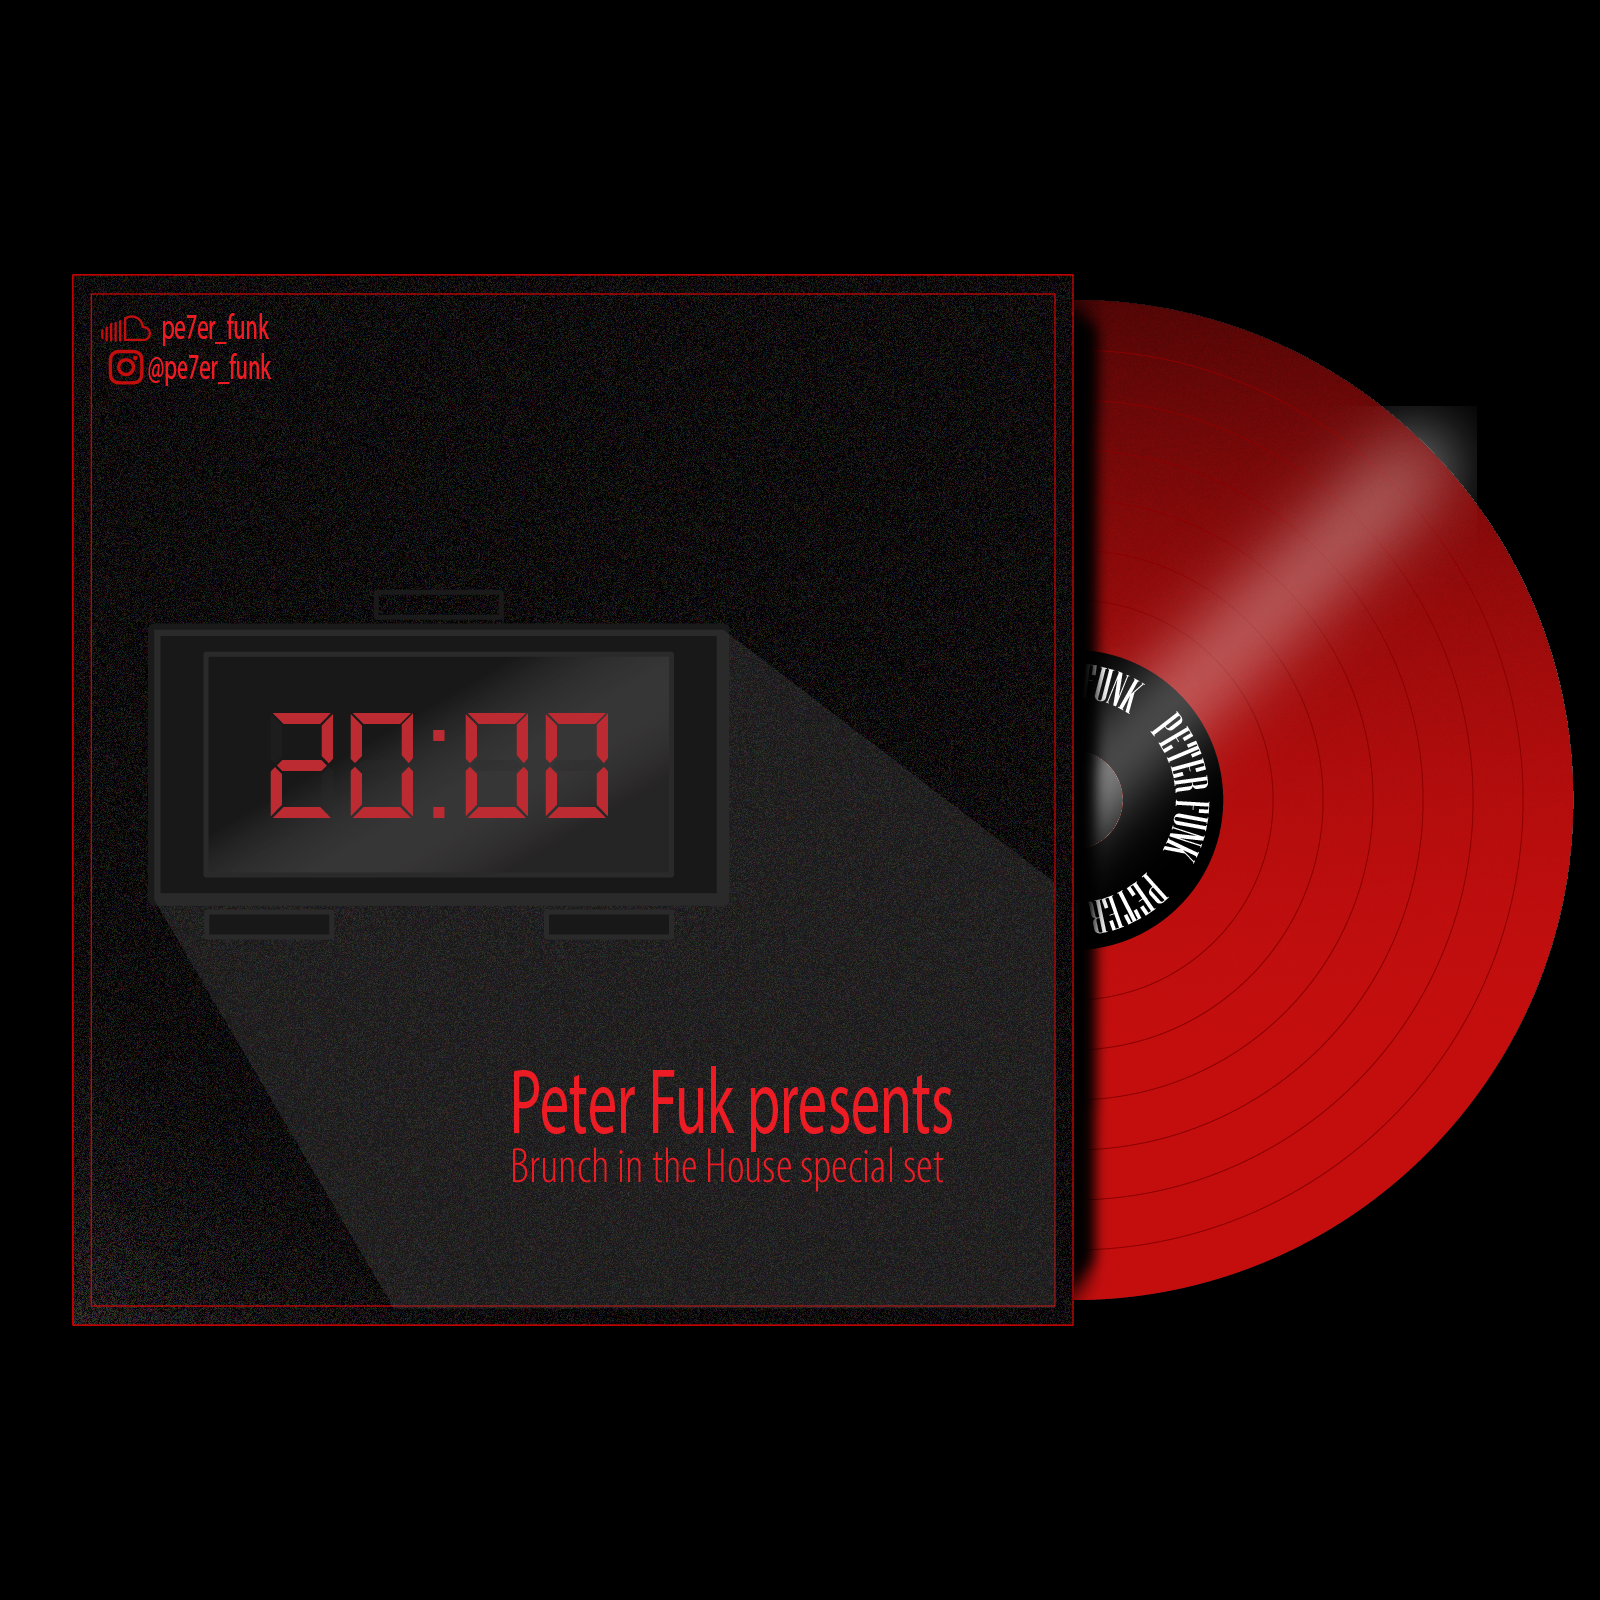 pe7er_funk
@pe7er_funk
20:00
Peter Fuk presents
Brunch in the House special set
FUNK PETER FUNK PETER